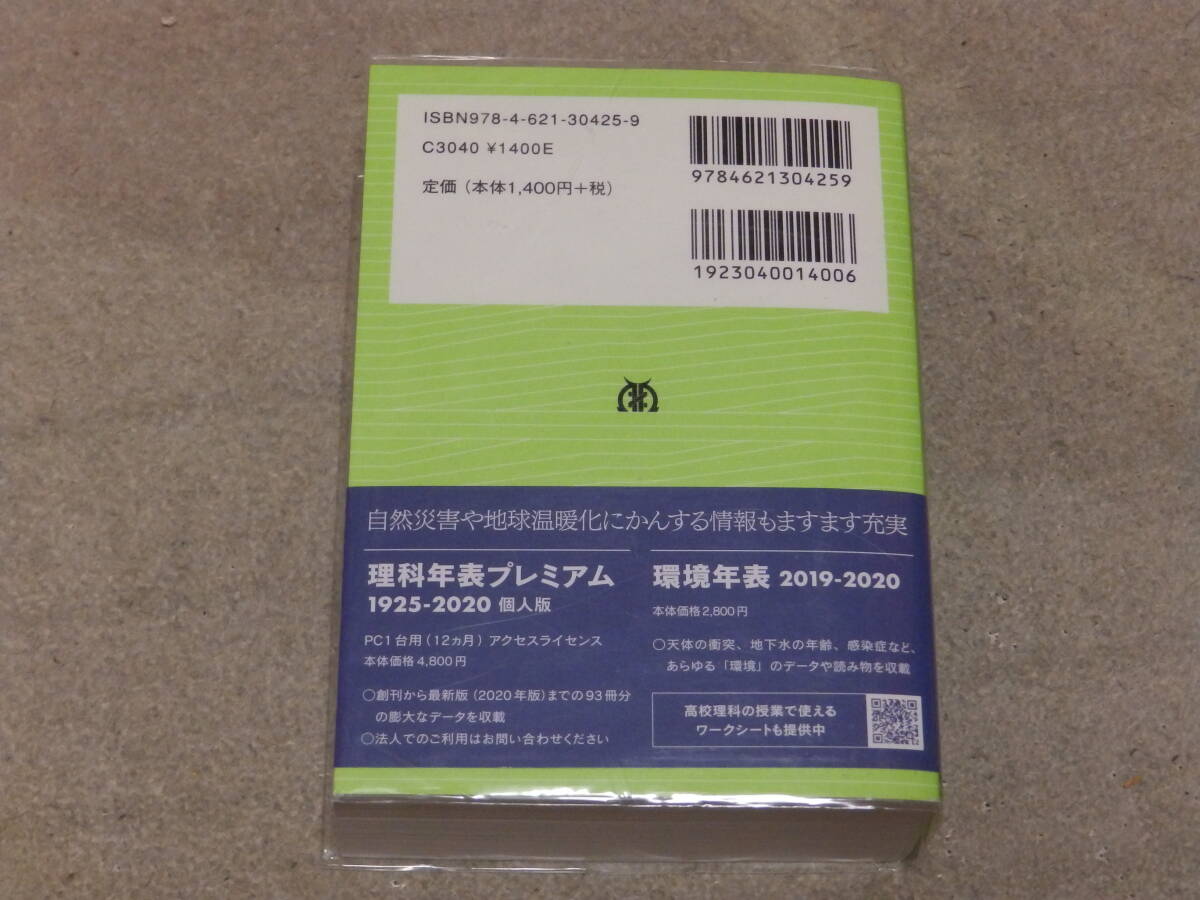 ISBN978-4-621-30425-9
C3040 ¥1400E
定価（本体1,400円+税）
9784621304259
1923040014006
自然災害や地球温暖化にかんする情報もますます充実
理科年表プレミアム
1925-2020 個人版
PC1台用（12ヵ月）アクセスライセンス
本体価格4,800円
○創刊から最新版（2020年版）までの93冊分
の膨大なデータを収載
○法人でのご利用はお問い合わせください
環境年表 2019-2020
本体価格2,800円
○天体の衝突、地下水の年齢、感染症など、
あらゆる「環境」のデータや読み物を収載
高校理科の授業で使える
ワークシートも提供中